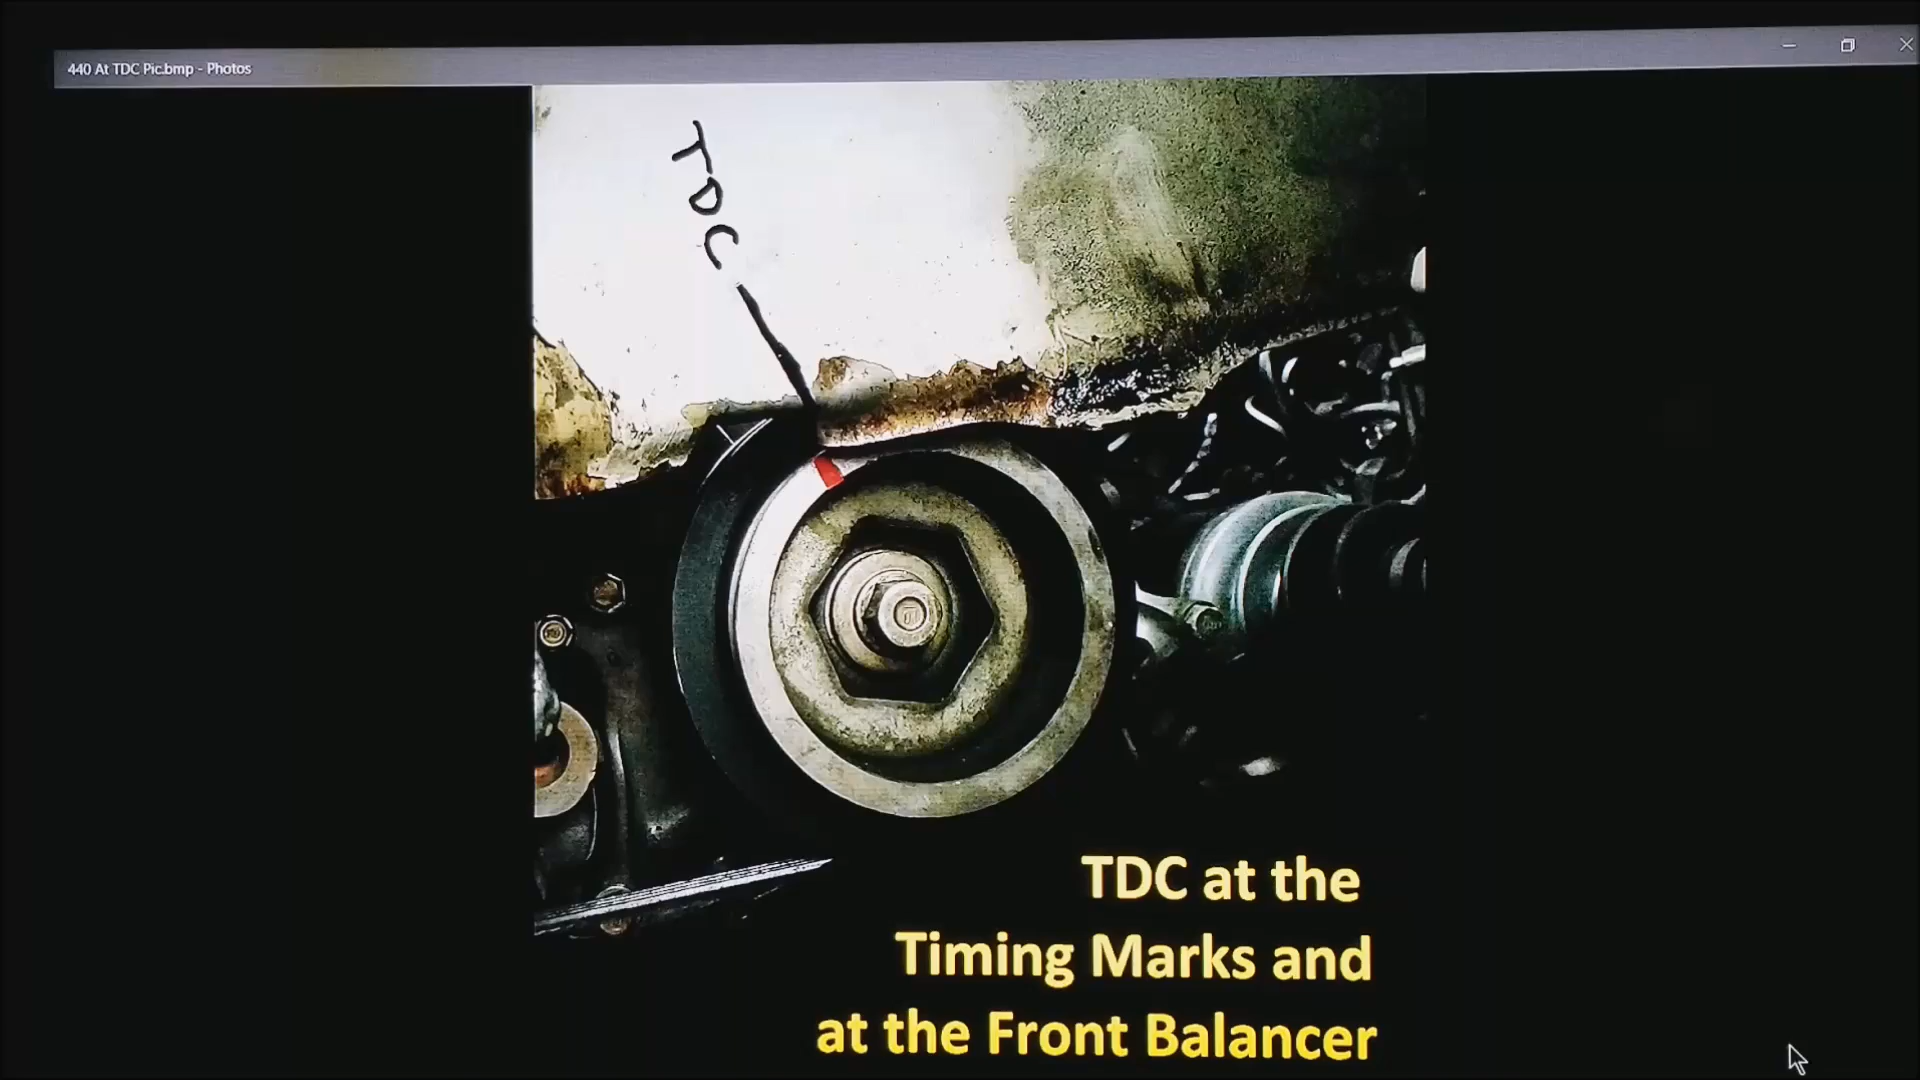 440 At TDC Pic.bmp - Photos
TDC
TDC at the
Timing Marks and
at the Front Balancer